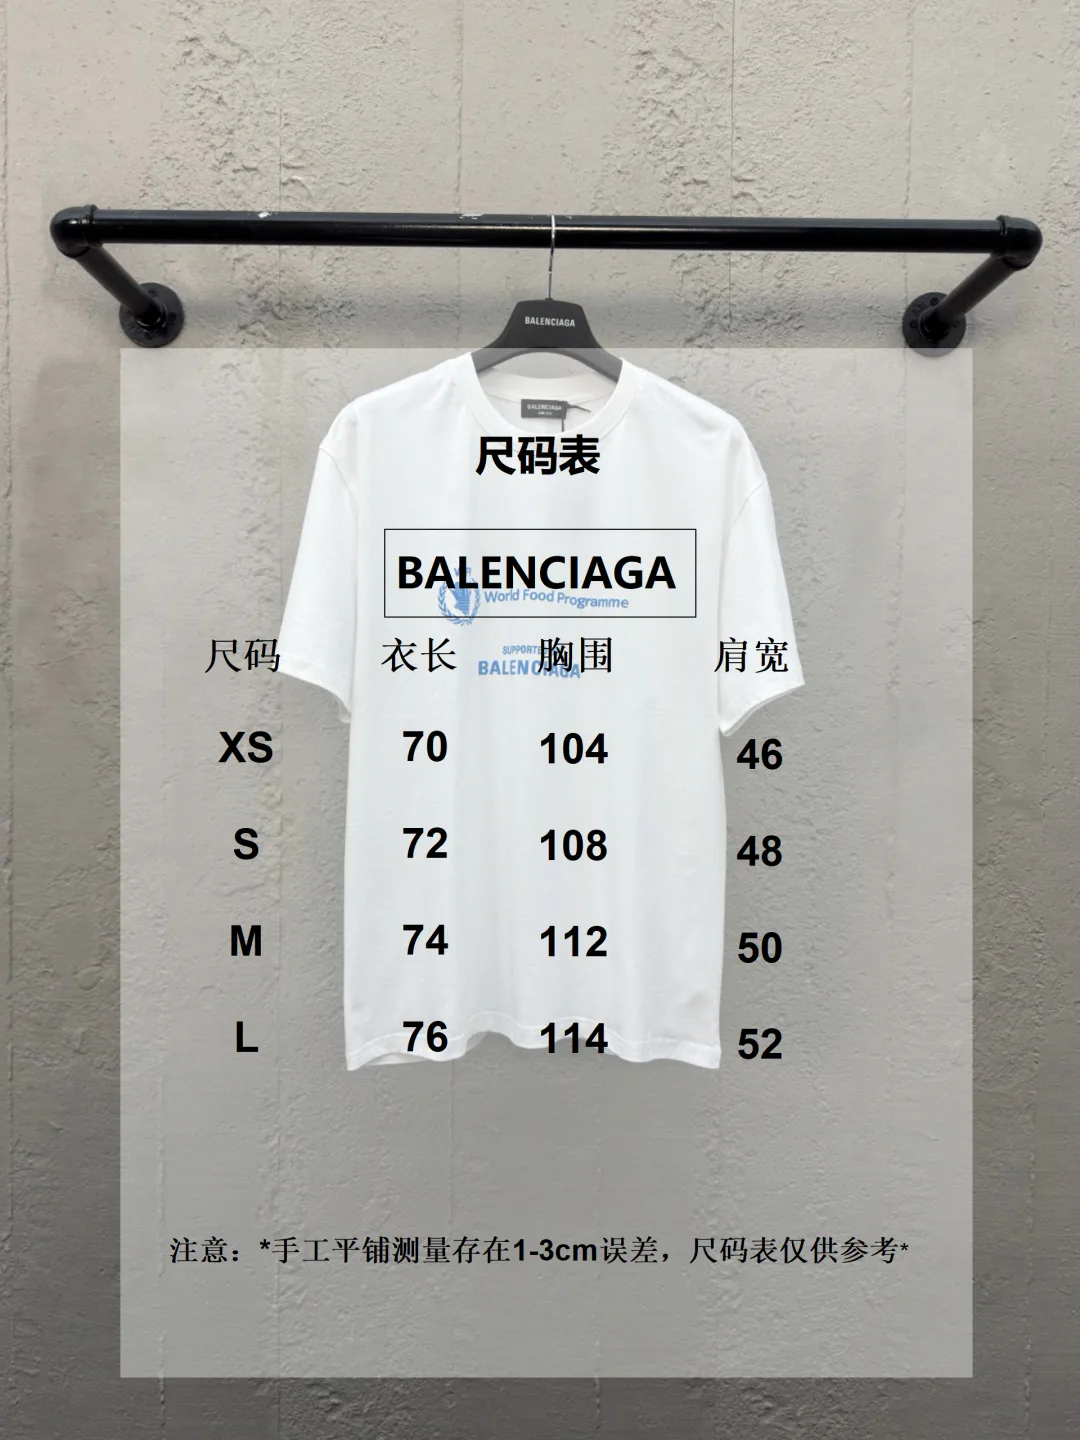 BALENCIAGA
BALENCIAGA
尺码表
BALENCIAGA
WFP
World Food Programme
尺码 衣长 胸围 肩宽
SUPPORTE
BALENCIAGA
XS 70 104 46
S 72 108 48
M 74 112 50
L 76 114 52
注意：*手工平铺测量存在1-3cm误差，尺码表仅供参考*